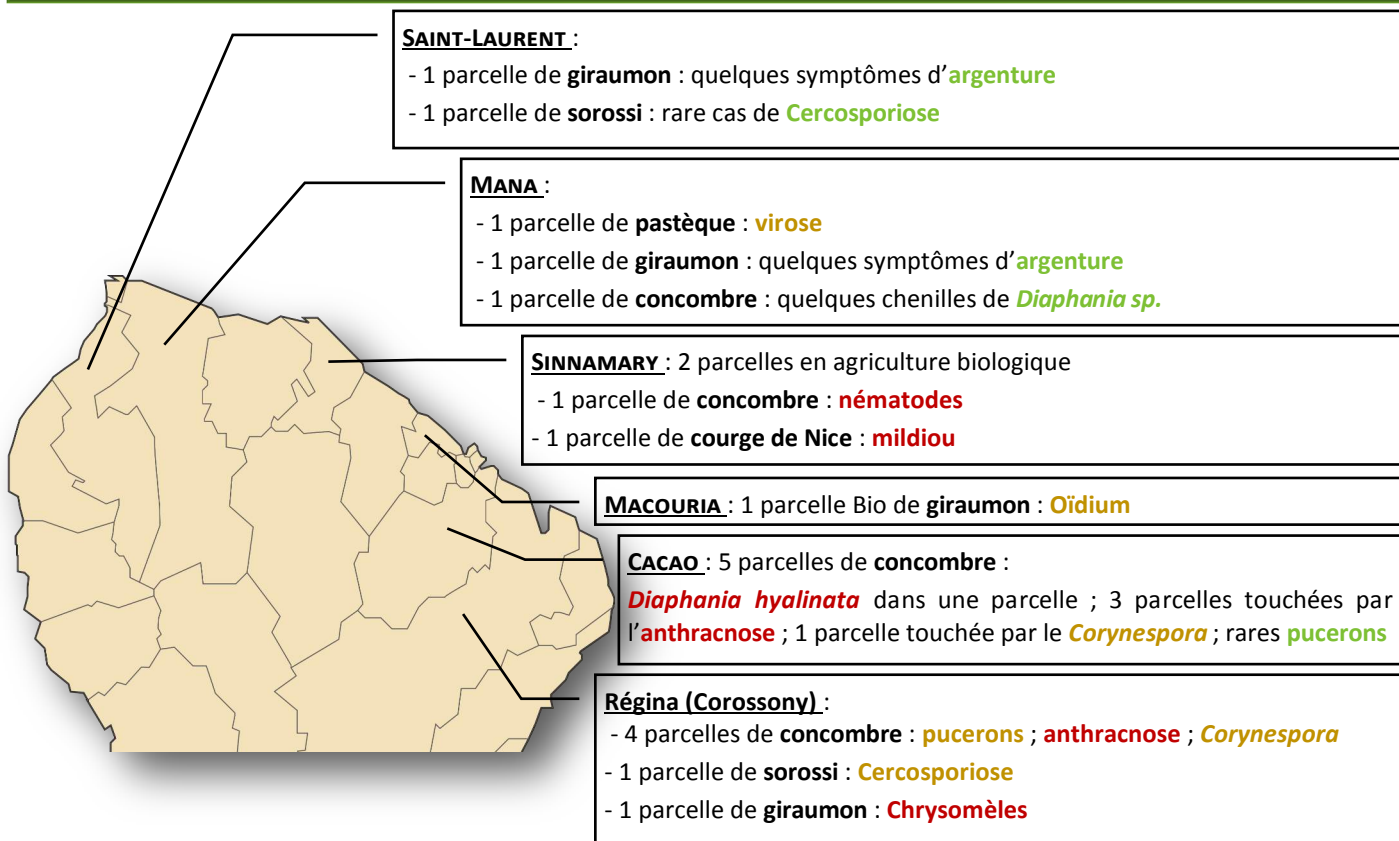 SAINT-LAURENT :
- 1 parcelle de giraumon : quelques symptômes d’argenture
- 1 parcelle de sorossi : rare cas de Cercosporiose
MANA :
- 1 parcelle de pastèque : virose
- 1 parcelle de giraumon : quelques symptômes d’argenture
- 1 parcelle de concombre : quelques chenilles de Diaphania sp.
SINNAMARY : 2 parcelles en agriculture biologique
- 1 parcelle de concombre : nématodes
- 1 parcelle de courge de Nice : mildiou
MACOURIA : 1 parcelle Bio de giraumon : Oïdium
CACAO : 5 parcelles de concombre :
Diaphania hyalinata dans une parcelle ; 3 parcelles touchées par
l’anthracnose ; 1 parcelle touchée par le Corynespora ; rares pucerons
Régina (Corossony) :
- 4 parcelles de concombre : pucerons ; anthracnose ; Corynespora
- 1 parcelle de sorossi : Cercosporiose
- 1 parcelle de giraumon : Chrysomèles